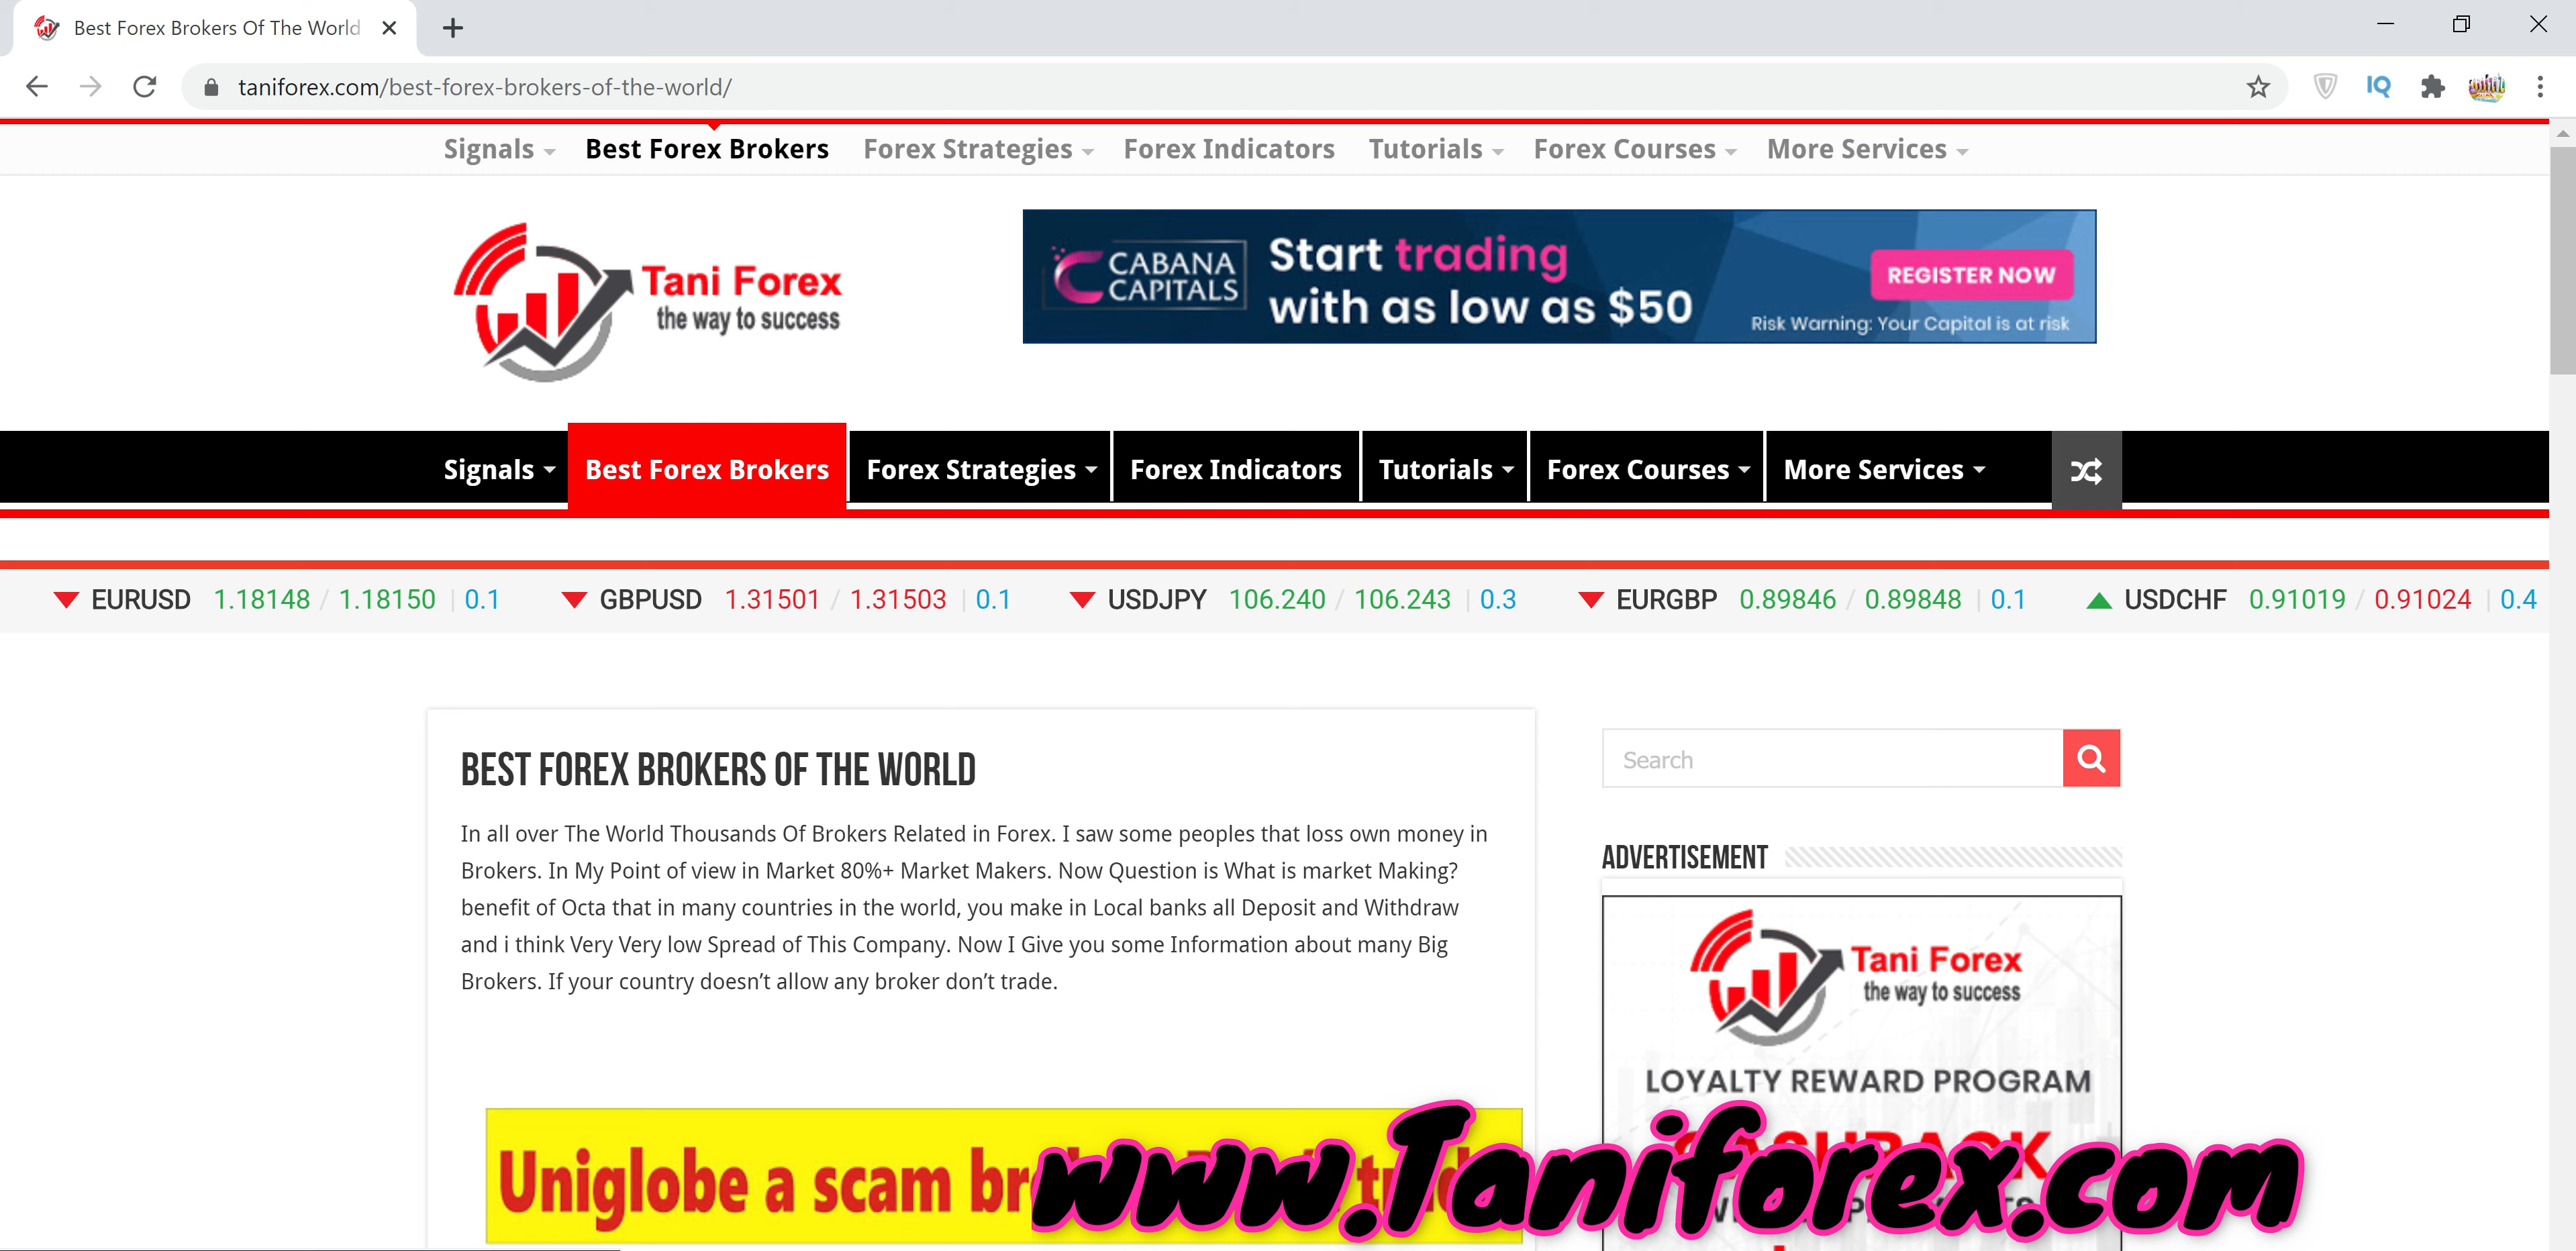 Best Forex Brokers Of The World
taniforex.com/best-forex-brokers-of-the-world/
IQ
Signals Best Forex Brokers Forex Strategies Forex Indicators Tutorials Forex Courses More Services
Tani Forex
the way to success
CABANA
CAPITALS
Start trading
with as low as $50
REGISTER NOW
Risk Warning: Your Capital is at risk
Signals Best Forex Brokers Forex Strategies Forex Indicators Tutorials Forex Courses More Services
EURUSD 1.18148 / 1.18150 | 0.1 GBPUSD 1.31501 / 1.31503 | 0.1 USDJPY 106.240 / 106.243 | 0.3 EURGBP 0.89846 / 0.89848 | 0.1 USDCHF 0.91019 / 0.91024 | 0.4
BEST FOREX BROKERS OF THE WORLD
In all over The World Thousands Of Brokers Related in Forex. I saw some peoples that loss own money in
Brokers. In My Point of view in Market 80%+ Market Makers. Now Question is What is market Making?
benefit of Octa that in many countries in the world, you make in Local banks all Deposit and Withdraw
and i think Very Very low Spread of This Company. Now I Give you some Information about many Big
Brokers. If your country doesn't allow any broker don't trade.
Uniglobe a scam
Search
ADVERTISEMENT
Tani Forex
the way to success
LOYALTY REWARD PROGRAM
CASHBACK
www.Taniforex.com